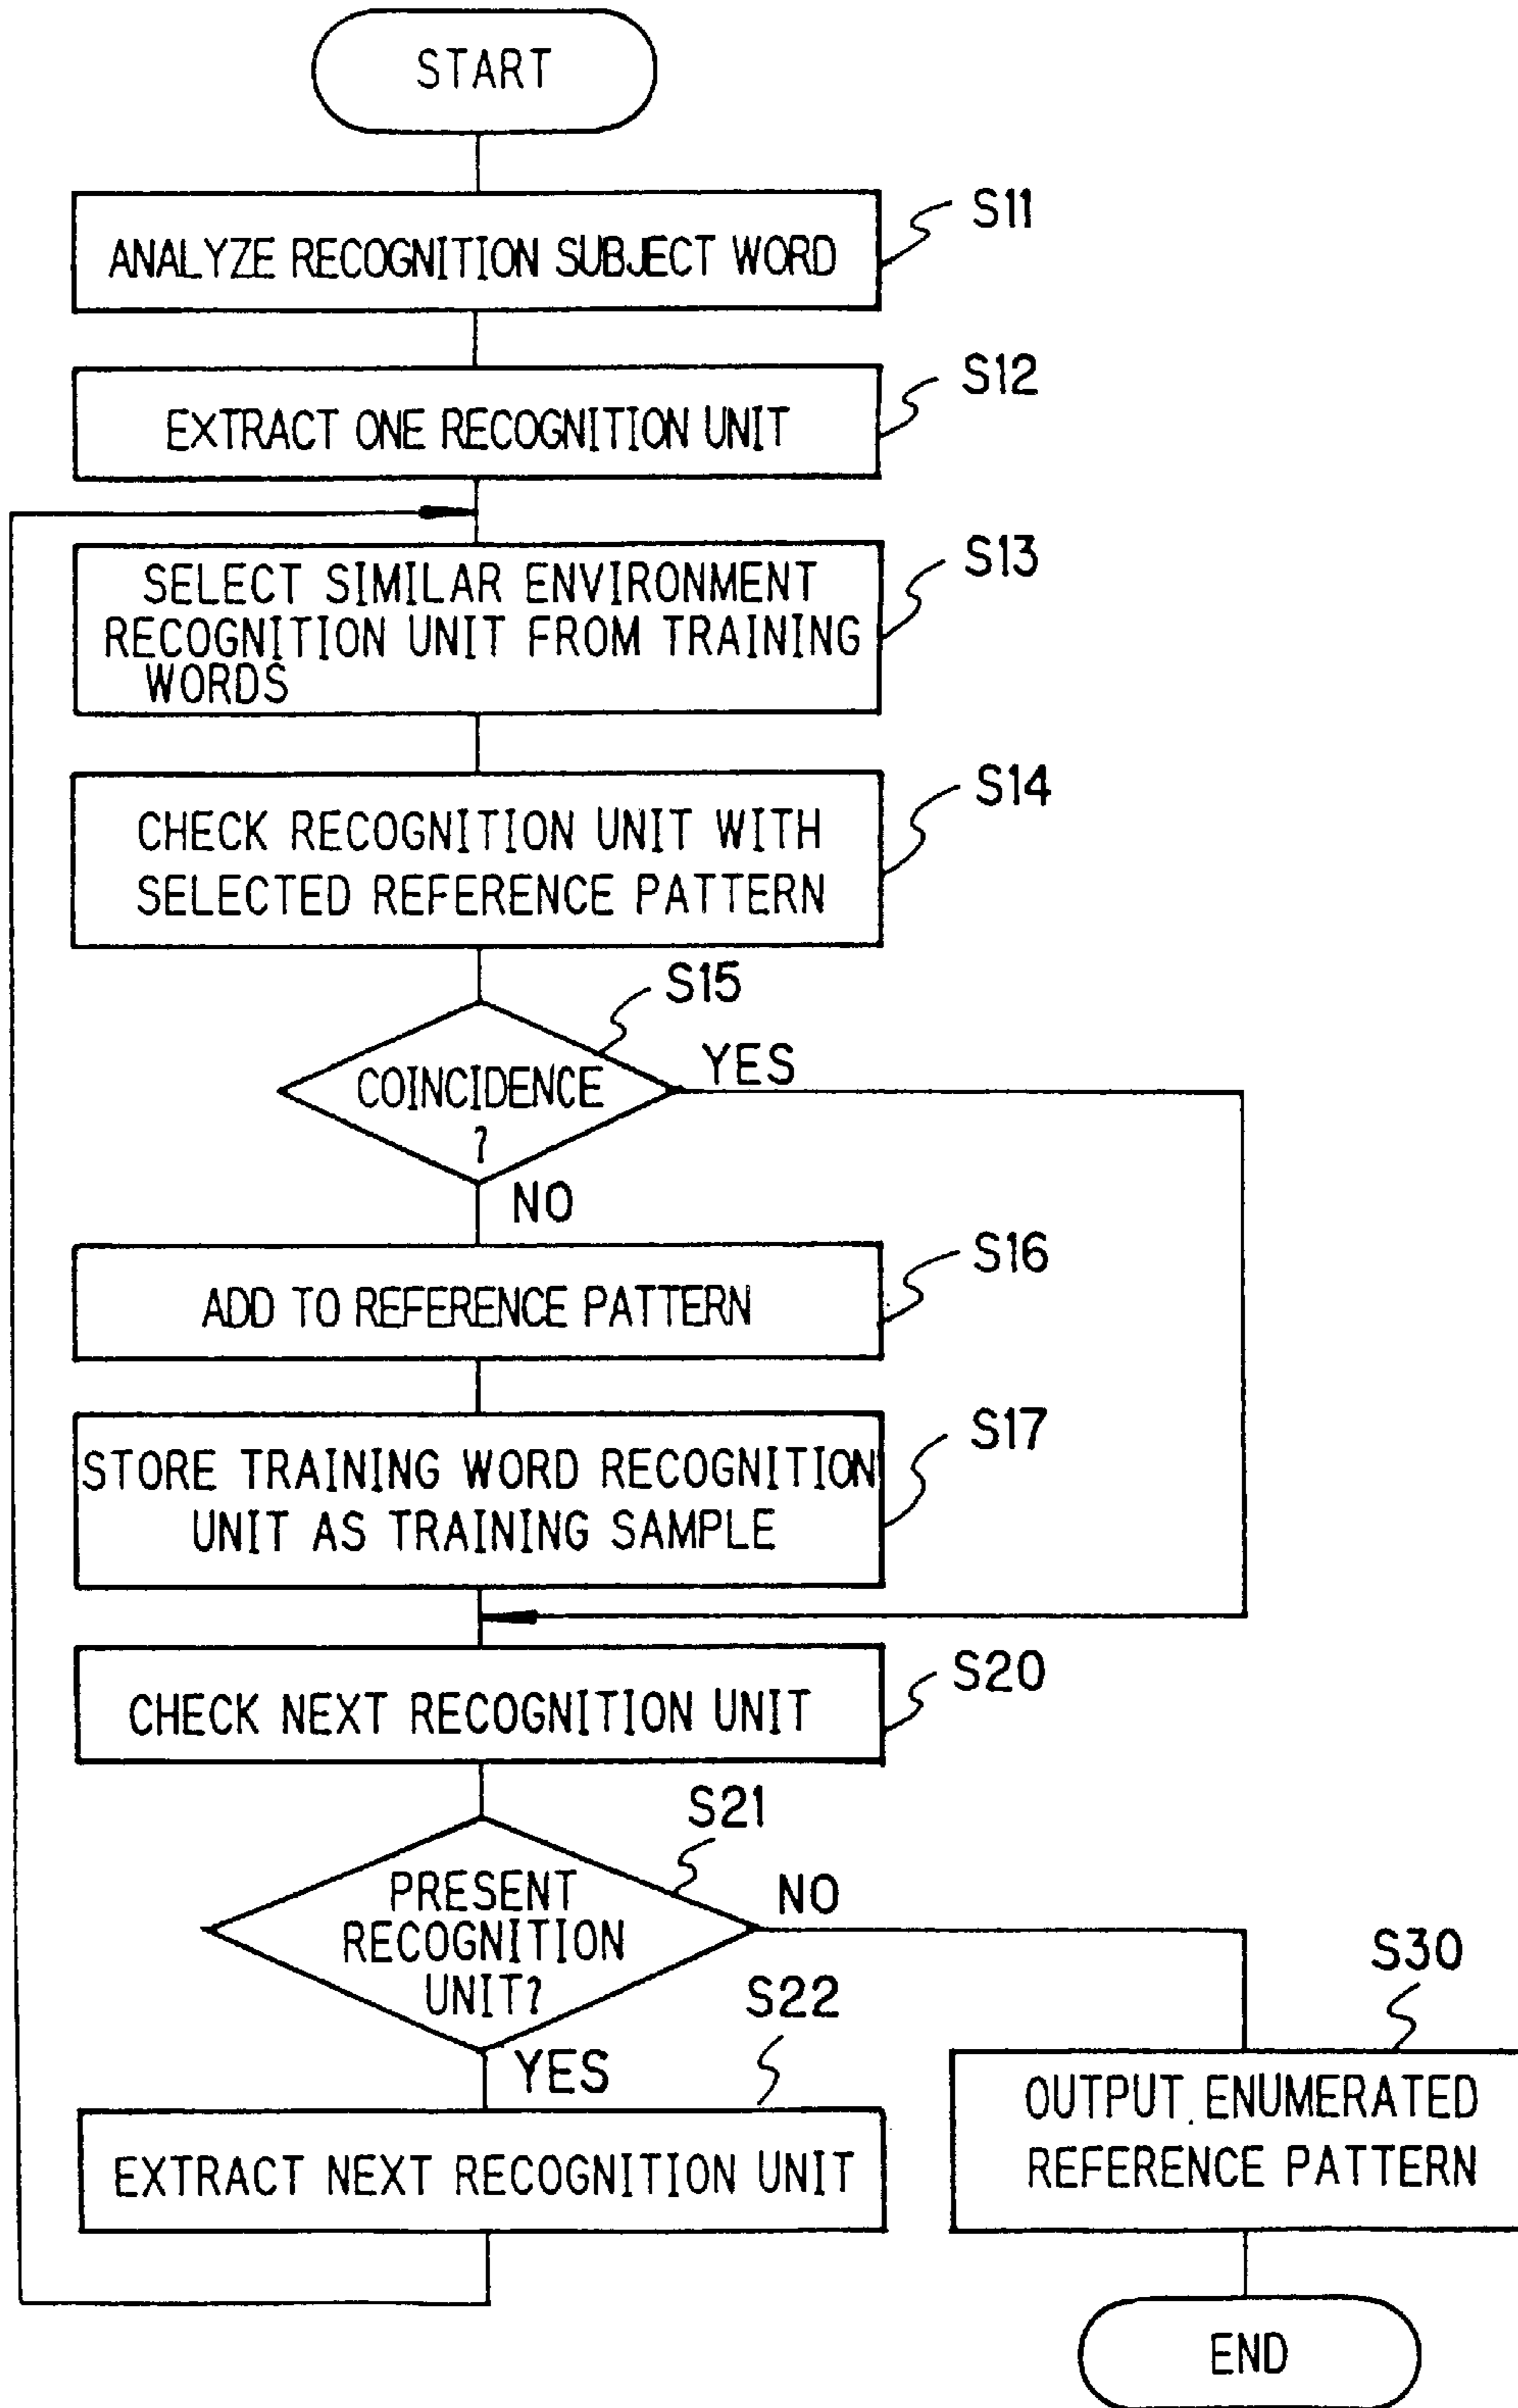 START
S11
ANALYZE RECOGNITION SUBJECT WORD
S12
EXTRACT ONE RECOGNITION UNIT
S13
SELECT SIMILAR ENVIRONMENT
RECOGNITION UNIT FROM TRAINING
WORDS
S14
CHECK RECOGNITION UNIT WITH
SELECTED REFERENCE PATTERN
S15
COINCIDENCE
?
YES
NO
S16
ADD TO REFERENCE PATTERN
S17
STORE TRAINING WORD RECOGNITION
UNIT AS TRAINING SAMPLE
S20
CHECK NEXT RECOGNITION UNIT
S21
PRESENT
RECOGNITION
UNIT?
NO
YES
S22
EXTRACT NEXT RECOGNITION UNIT
S30
OUTPUT ENUMERATED
REFERENCE PATTERN
END